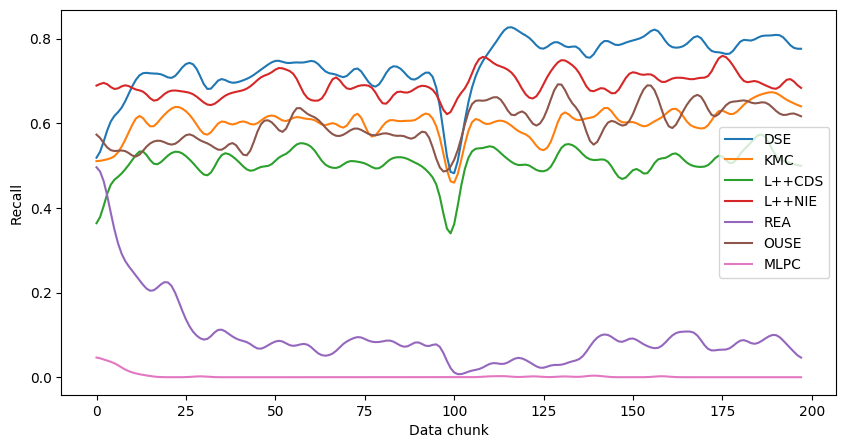 Recall
0.8
0.6
0.4
0.2
0.0
0
25
50
75
100
125
150
175
200
Data chunk
DSE
KMC
L++CDS
L++NIE
REA
OUSE
MLPC